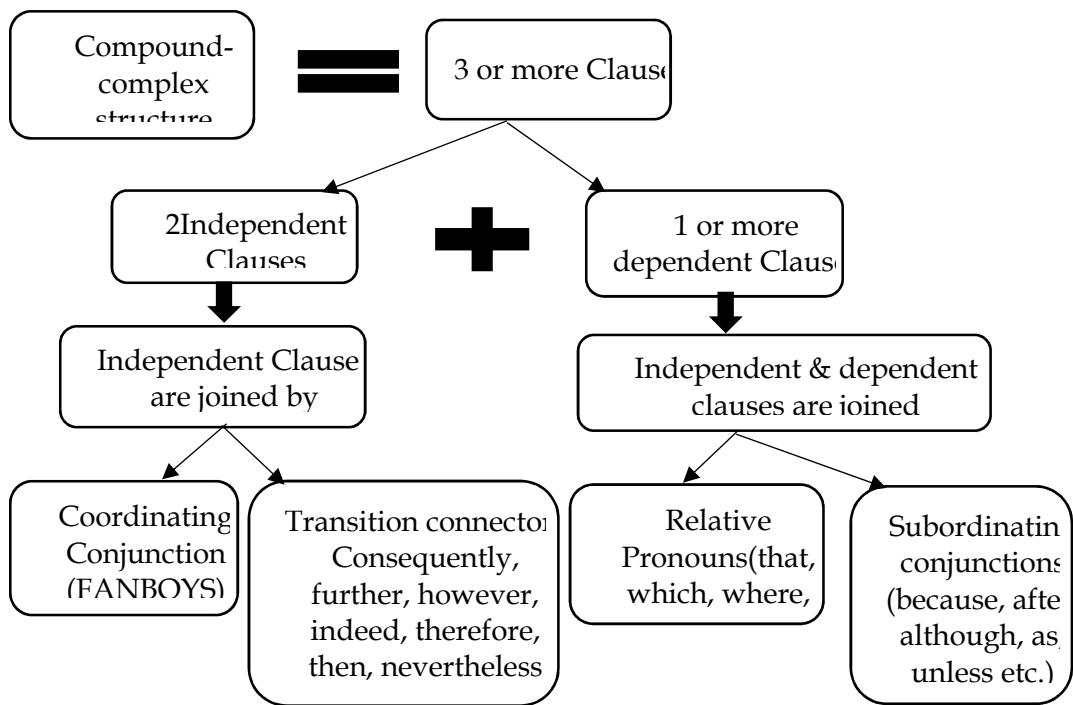 Compound-
complex
structure
3 or more Clause
2Independent
Clauses
1 or more
dependent Clause
Independent Clause
are joined by
Independent & dependent
clauses are joined
Coordinating
Conjunction
(FANBOYS)
Transition connector
Consequently,
further, however,
indeed, therefore,
then, nevertheless
Relative
Pronouns(that,
which, where,
Subordinatin
conjunctions
(because, afte
although, as,
unless etc.)